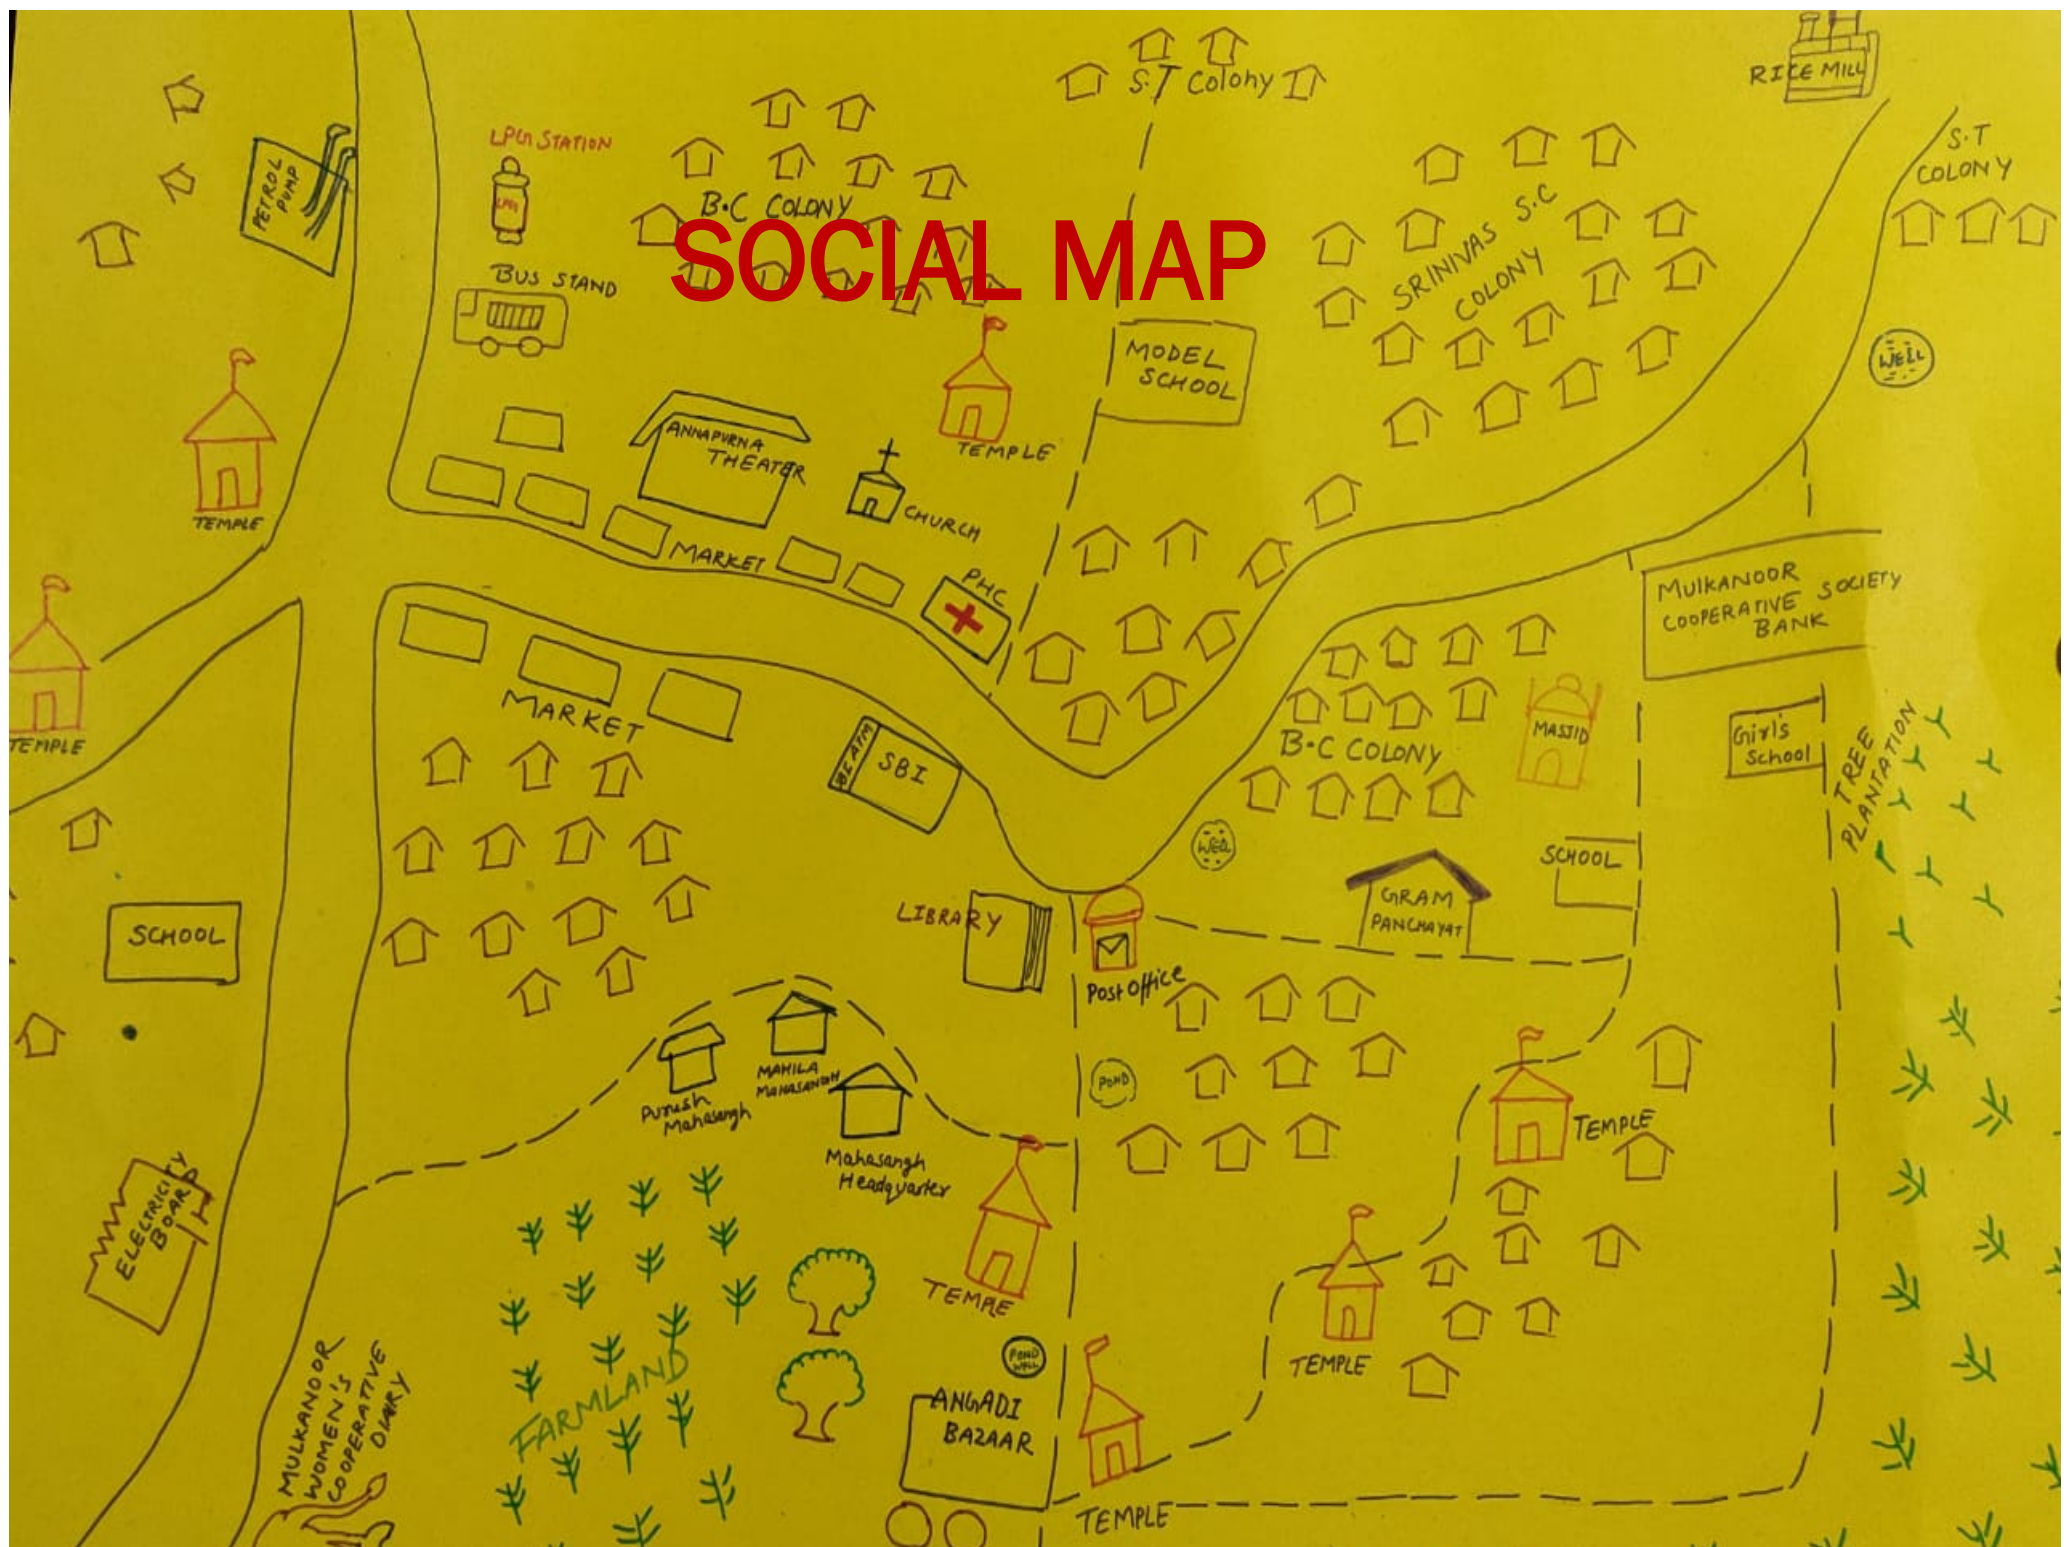 S.T Colony
RICE MILL
LPG STATION
PETROL
PUMP
LPG
B.C COLONY
S.T
COLONY
SRINIVAS S.C
COLONY
SOCIAL MAP
BUS STAND
MODEL
SCHOOL
WELL
ANNAPURNA
THEATER
TEMPLE
TEMPLE
CHURCH
MARKET
PHC
MULKANOOR
COOPERATIVE SOCIETY
BANK
TEMPLE
MARKET
SBI
ATM
B.C COLONY
MASJID
Girl's
School
TREE
PLANTATION
WELL
SCHOOL
GRAM
PANCHAYAT
LIBRARY
SCHOOL
Post Office
POND
MAHILA
MAHASANGH
Purush
Mahasangh
TEMPLE
Mahasangh
Headquarter
ELECTRICITY
BOARD
TEMPLE
TEMPLE
POND
WELL
FARMLAND
MULKANOOR
WOMEN'S
COOPERATIVE
DIARY
ANGADI
BAZAAR
TEMPLE